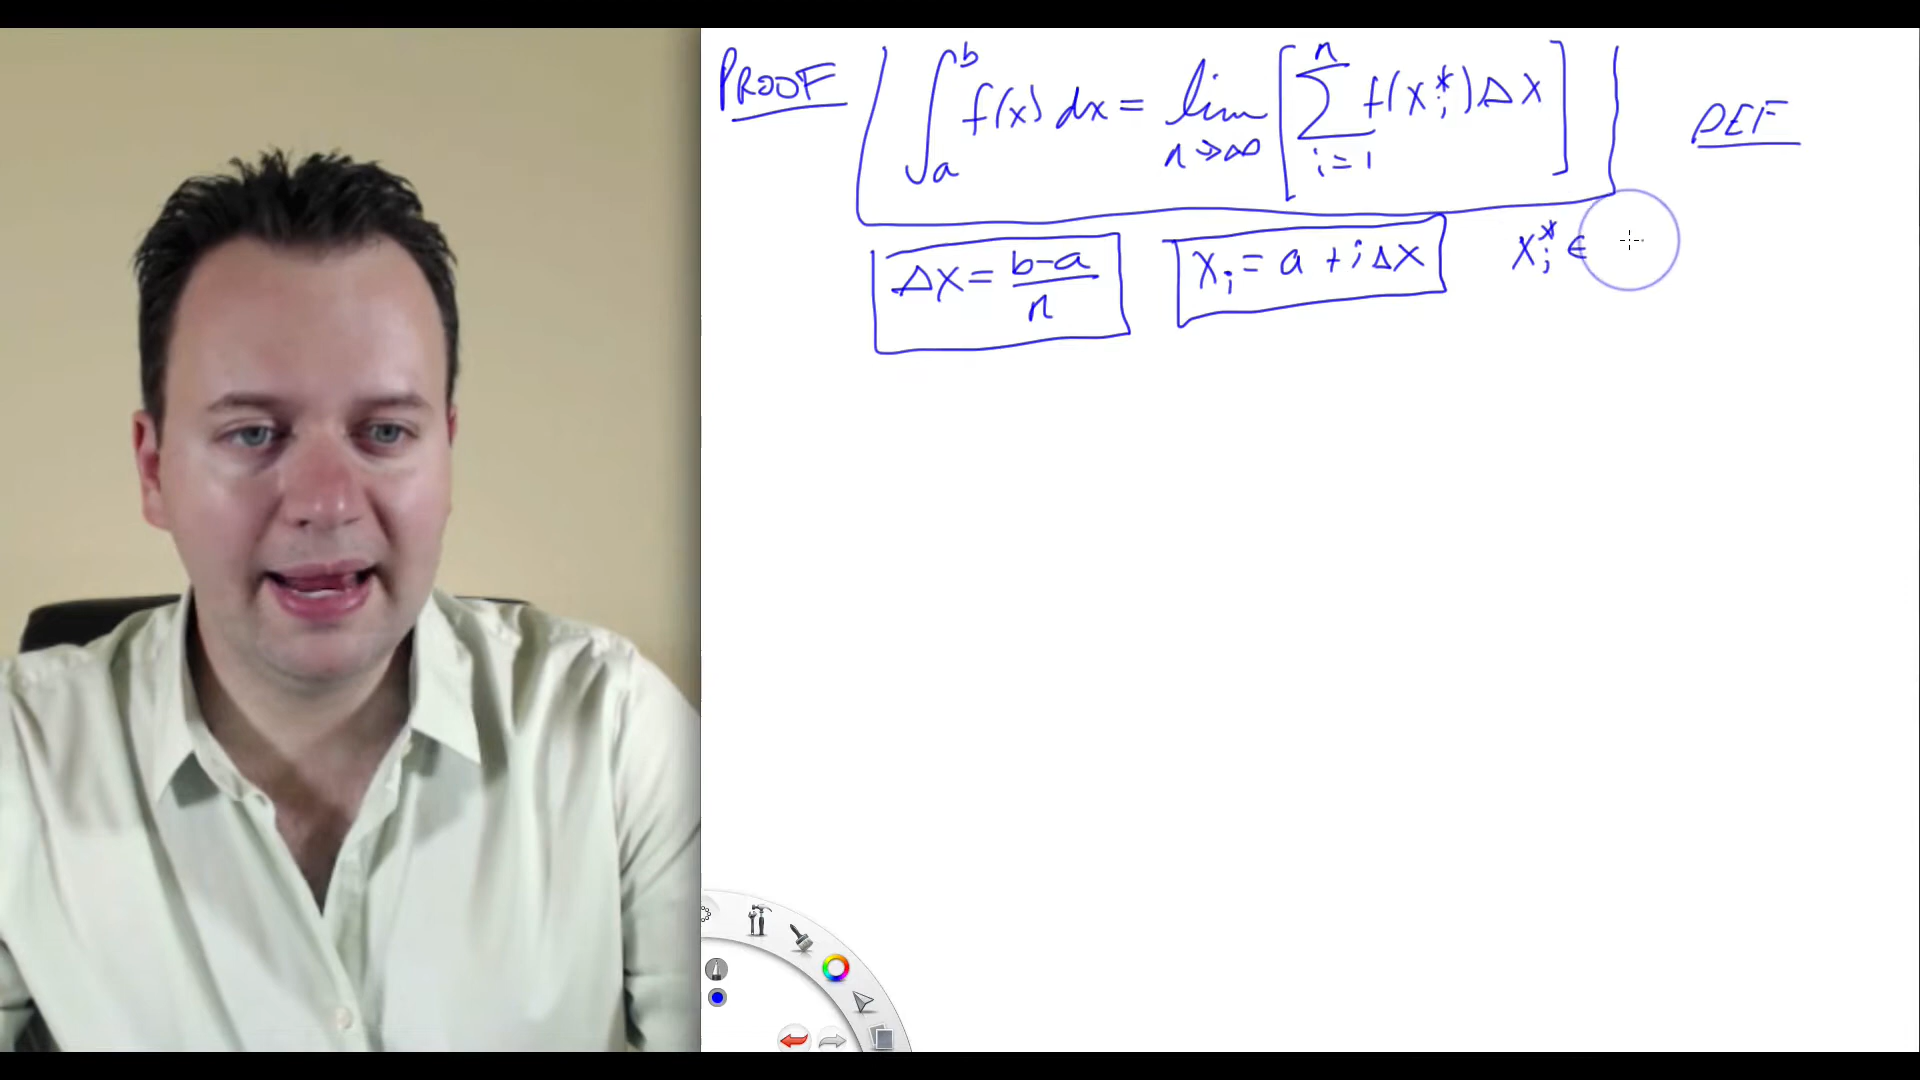 PROOF ∫_a^b f(x) dx = lim_{n→∞} [ Σ_{i=1}^n f(x_i^*) Δx ] DEF
Δx = (b-a)/n x_i = a + iΔx x_i^* ∈